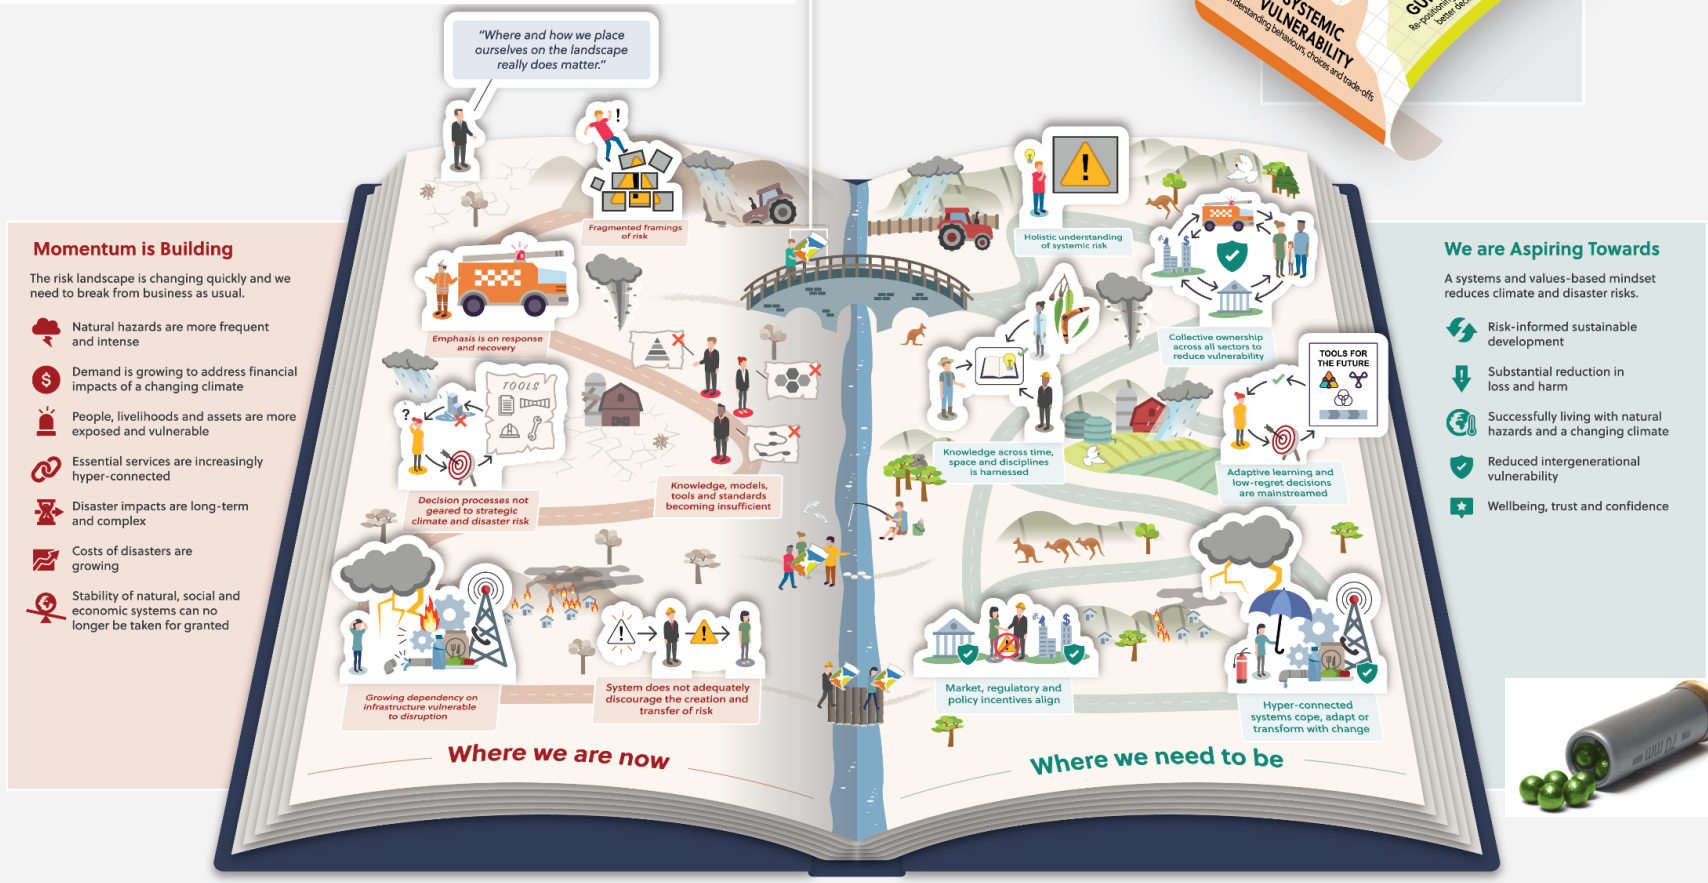 "Where and how we place
ourselves on the landscape
really does matter."
SYSTEMIC
VULNERABILITY
understanding behaviours, choices and trade-offs
Re-positioning
better
Momentum is Building
The risk landscape is changing quickly and we
need to break from business as usual.
Natural hazards are more frequent
and intense
Demand is growing to address financial
impacts of a changing climate
People, livelihoods and assets are more
exposed and vulnerable
Essential services are increasingly
hyper-connected
Disaster impacts are long-term
and complex
Costs of disasters are
growing
Stability of natural, social and
economic systems can no
longer be taken for granted
!
Fragmented framings
of risk
Emphasis is on response
and recovery
?
TOOLS
Decision processes not
geared to strategic
climate and disaster risk
Knowledge, models,
tools and standards
becoming insufficient
Growing dependency on
infrastructure vulnerable
to disruption
System does not adequately
discourage the creation and
transfer of risk
Where we are now
!
Holistic understanding
of systemic risk
Collective ownership
across all sectors to
reduce vulnerability
Knowledge across time,
space and disciplines
is harnessed
TOOLS FOR
THE FUTURE
Adaptive learning and
low-regret decisions
are mainstreamed
Market, regulatory and
policy incentives align
Hyper-connected
systems cope, adapt or
transform with change
Where we need to be
We are Aspiring Towards
A systems and values-based mindset
reduces climate and disaster risks.
Risk-informed sustainable
development
Substantial reduction in
loss and harm
Successfully living with natural
hazards and a changing climate
Reduced intergenerational
vulnerability
Wellbeing, trust and confidence